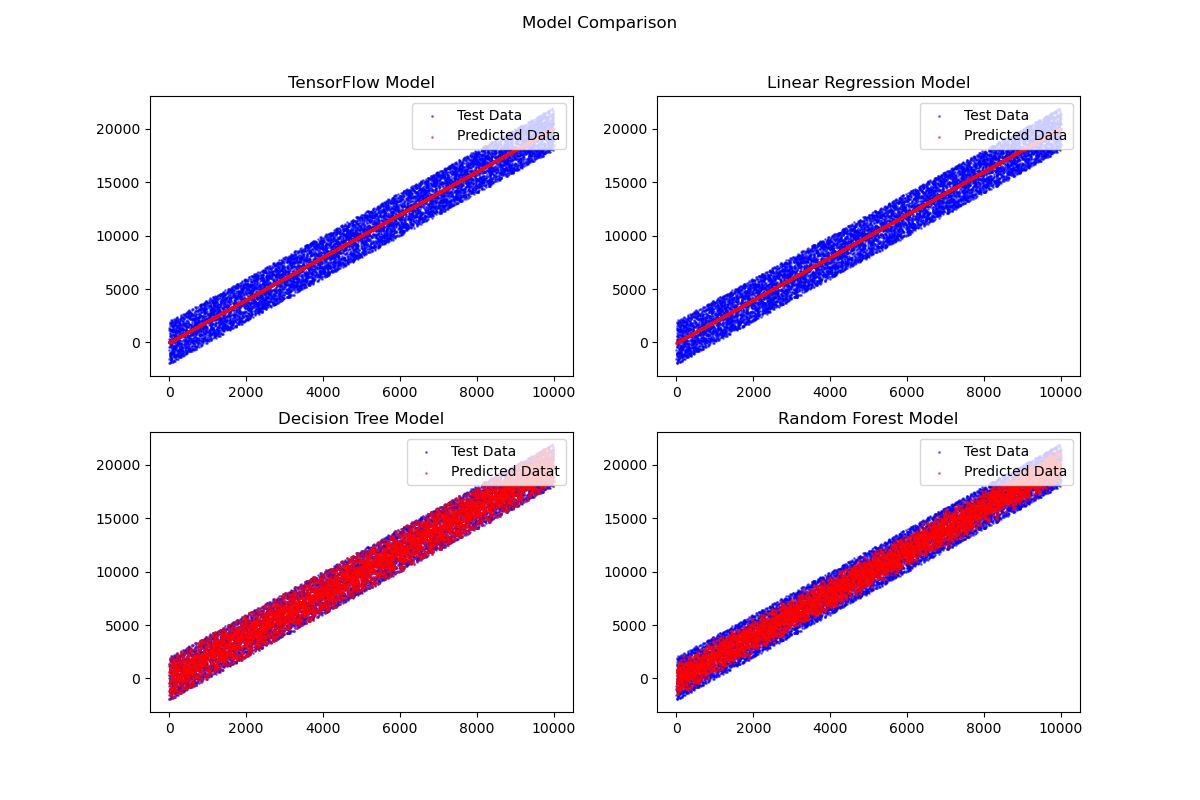 Model Comparison
TensorFlow Model
Test Data
Predicted Data
20000
15000
10000
5000
0
0 2000 4000 6000 8000 10000
Linear Regression Model
Test Data
Predicted Data
20000
15000
10000
5000
0
0 2000 4000 6000 8000 10000
Decision Tree Model
Test Data
Predicted Datat
20000
15000
10000
5000
0
0 2000 4000 6000 8000 10000
Random Forest Model
Test Data
Predicted Data
20000
15000
10000
5000
0
0 2000 4000 6000 8000 10000